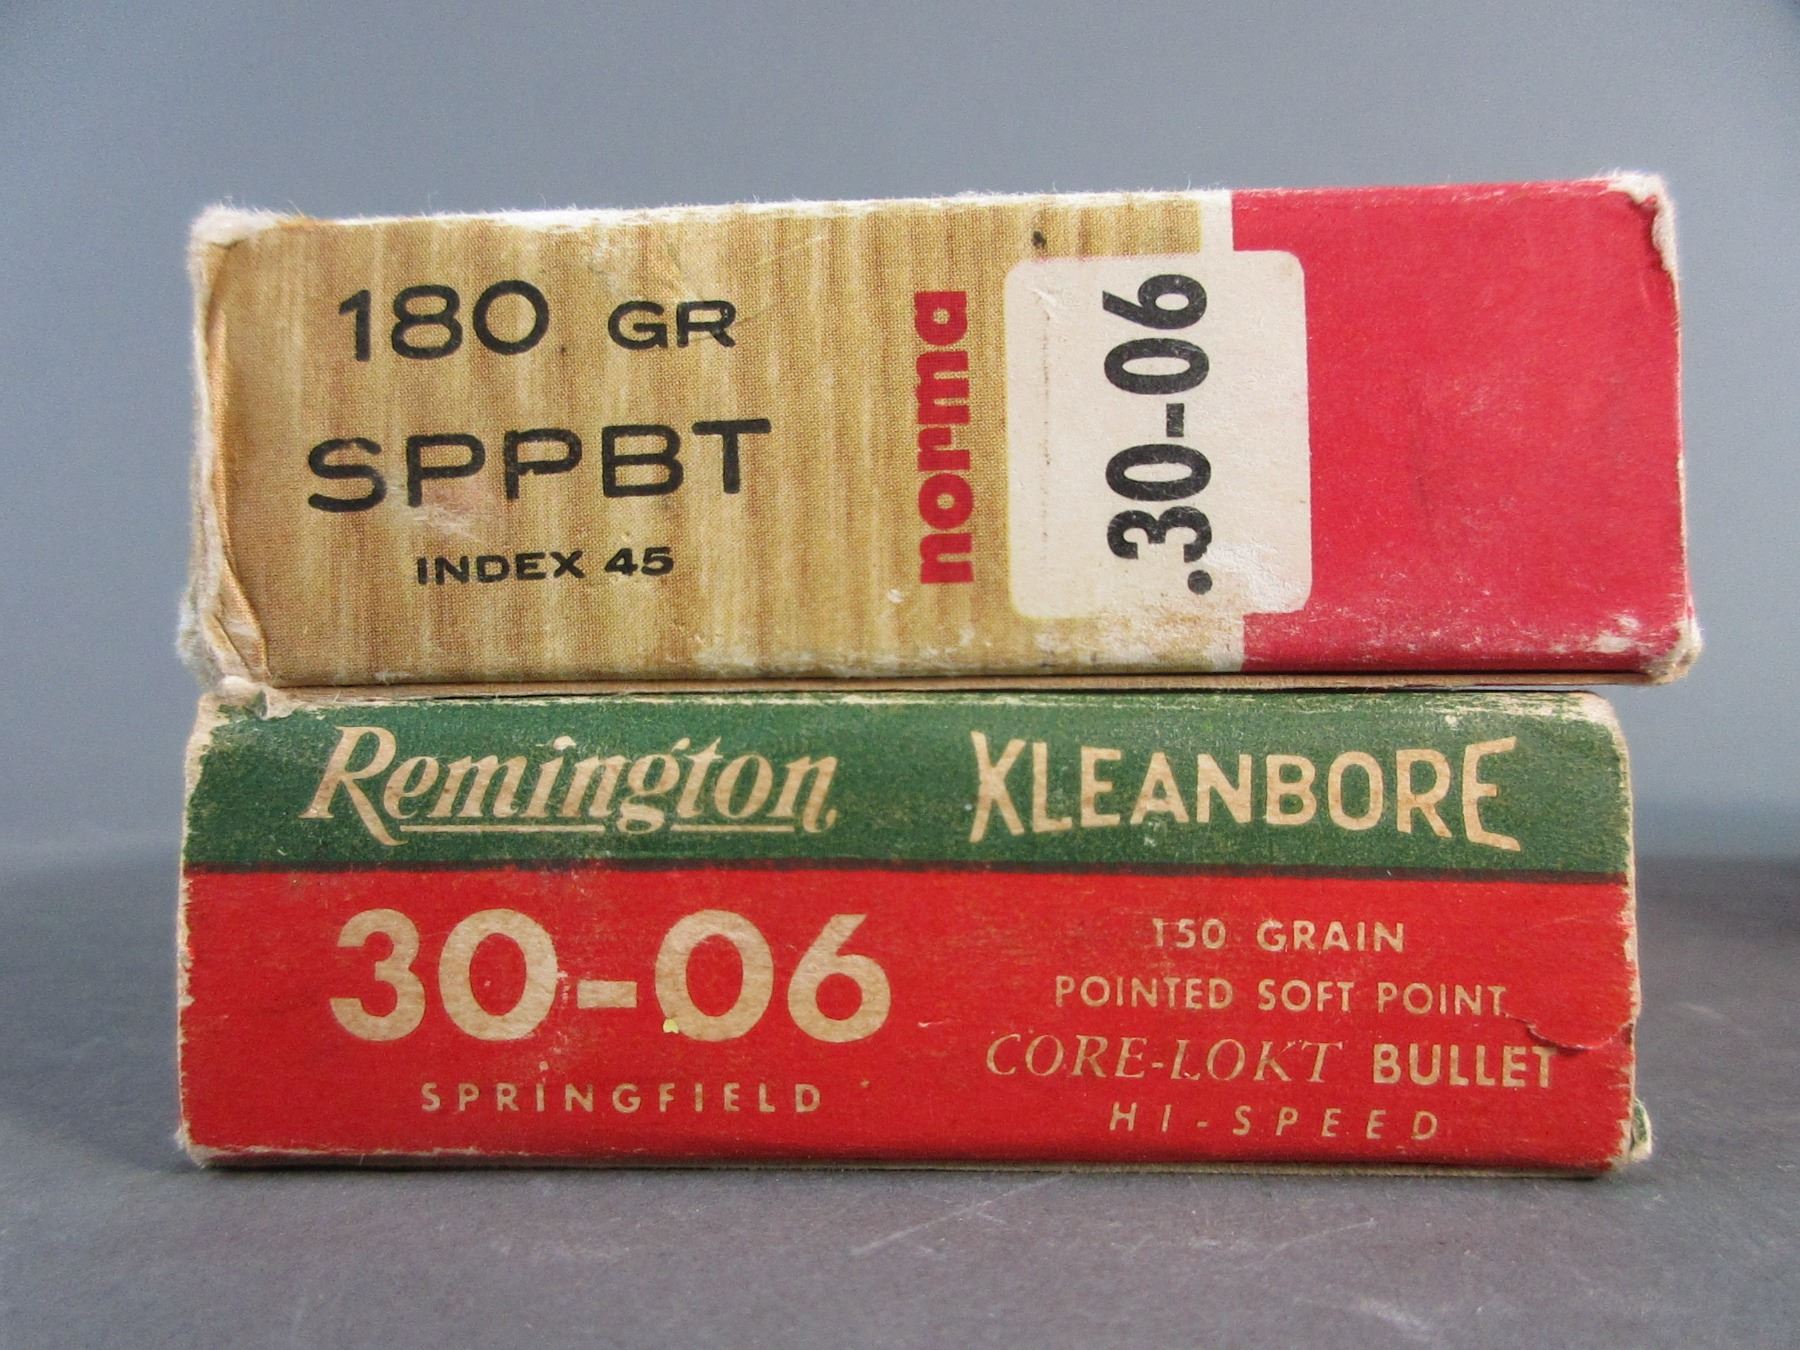 180 GR
SPPBT
INDEX 45
norma
.30-06
Remington
KLEANBORE
30-06
SPRINGFIELD
150 GRAIN
POINTED SOFT POINT
CORE-LOKT BULLET
HI-SPEED